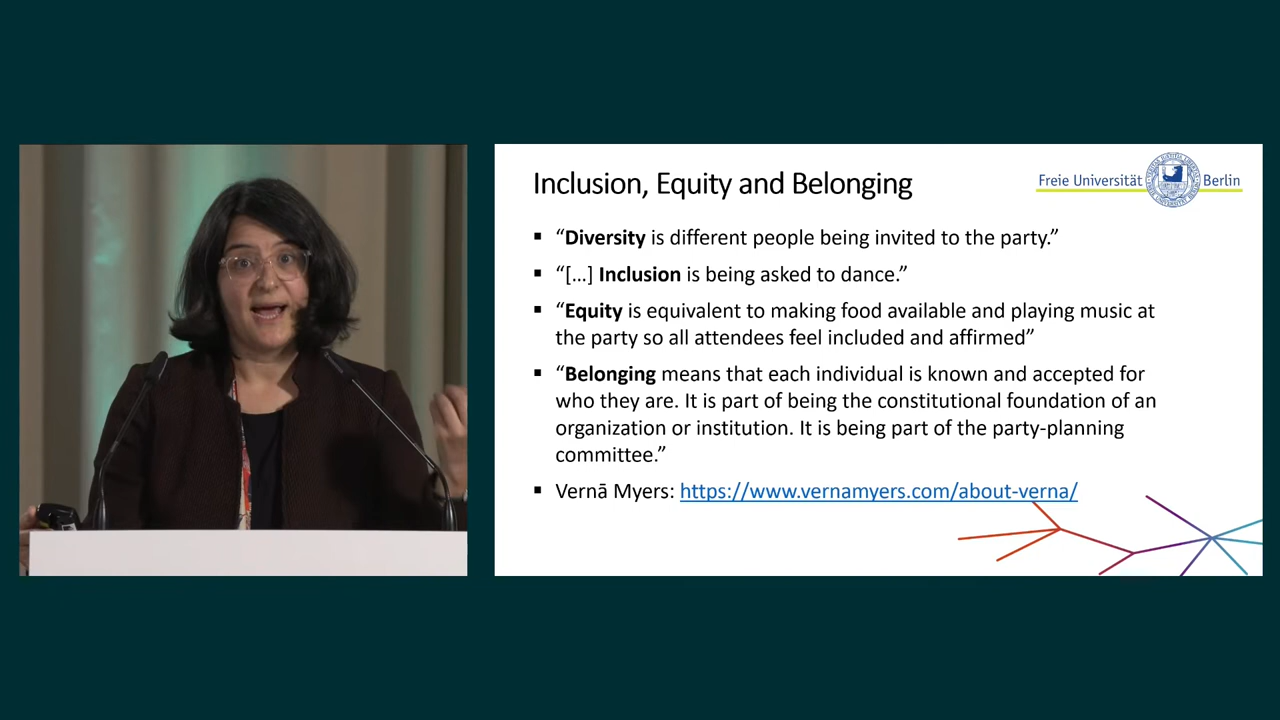 Inclusion, Equity and Belonging
Freie Universität Berlin
▪ “Diversity is different people being invited to the party.”
▪ “[…] Inclusion is being asked to dance.”
▪ “Equity is equivalent to making food available and playing music at
the party so all attendees feel included and affirmed”
▪ “Belonging means that each individual is known and accepted for
who they are. It is part of being the constitutional foundation of an
organization or institution. It is being part of the party-planning
committee.”
▪ Vernā Myers: https://www.vernamyers.com/about-verna/